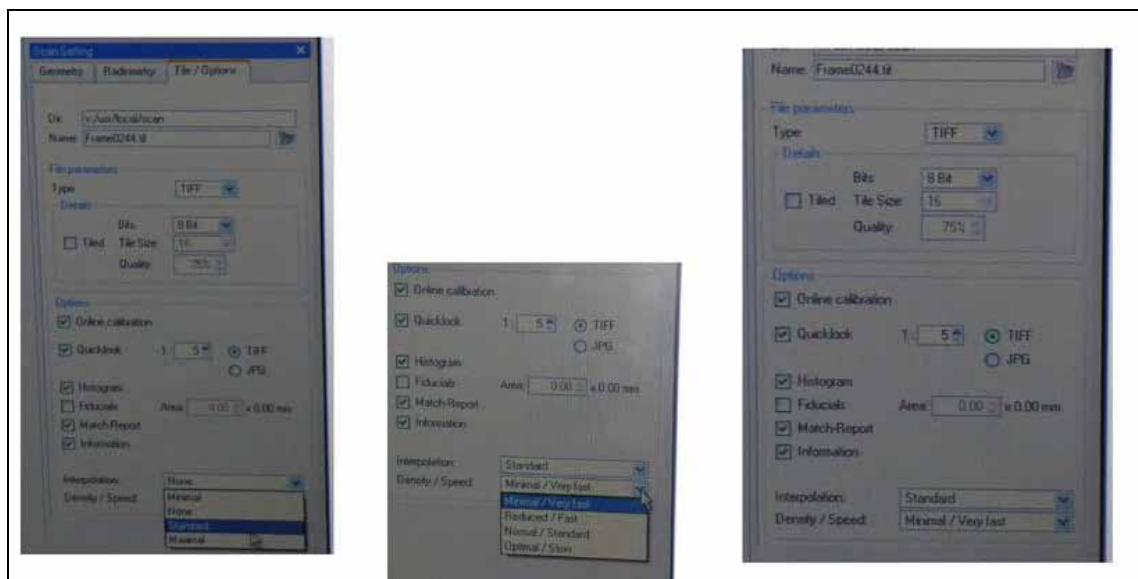 Scan Setting
Geometry Radiometry File / Options
Dir:
Name: Frame0244.tif
File parameters
Type TIFF
Details
Bits: 8 Bit
Tiled Tile Size: 16
Quality: 75%
Options
Online calibration
Quicklook 1: 5 TIFF
JPG
Histogram
Fiducials Area: 0.00 x 0.00 mm
Match-Report
Information
Interpolation: None
Density / Speed: Minimal
None
Standard
Maximal
Options
Online calibration
Quicklook 1: 5 TIFF
JPG
Histogram
Fiducials Area: 0.00 x 0.00 mm
Match-Report
Information
Interpolation: Standard
Density / Speed: Minimal / Very fast
Minimal / Very fast
Reduced / Fast
Normal / Standard
Optimal / Slow
Name: Frame0244.tif
File parameters
Type TIFF
Details
Bits: 8 Bit
Tiled Tile Size: 16
Quality: 75%
Options
Online calibration
Quicklook 1: 5 TIFF
JPG
Histogram
Fiducials Area: 0.00 x 0.00 mm
Match-Report
Information
Interpolation: Standard
Density / Speed: Minimal / Very fast